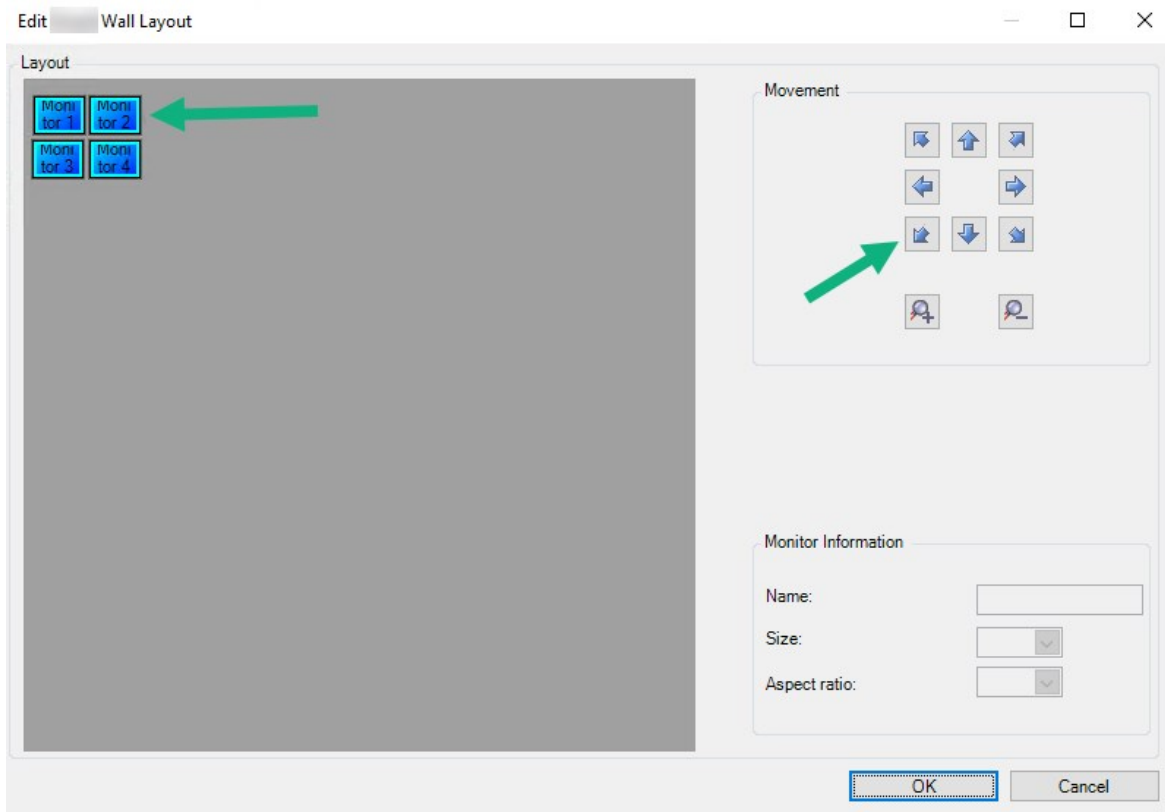 Edit Wall Layout
Layout
Moni
tor 1
Moni
tor 2
Moni
tor 3
Moni
tor 4
Movement
Monitor Information
Name:
Size:
Aspect ratio:
OK
Cancel